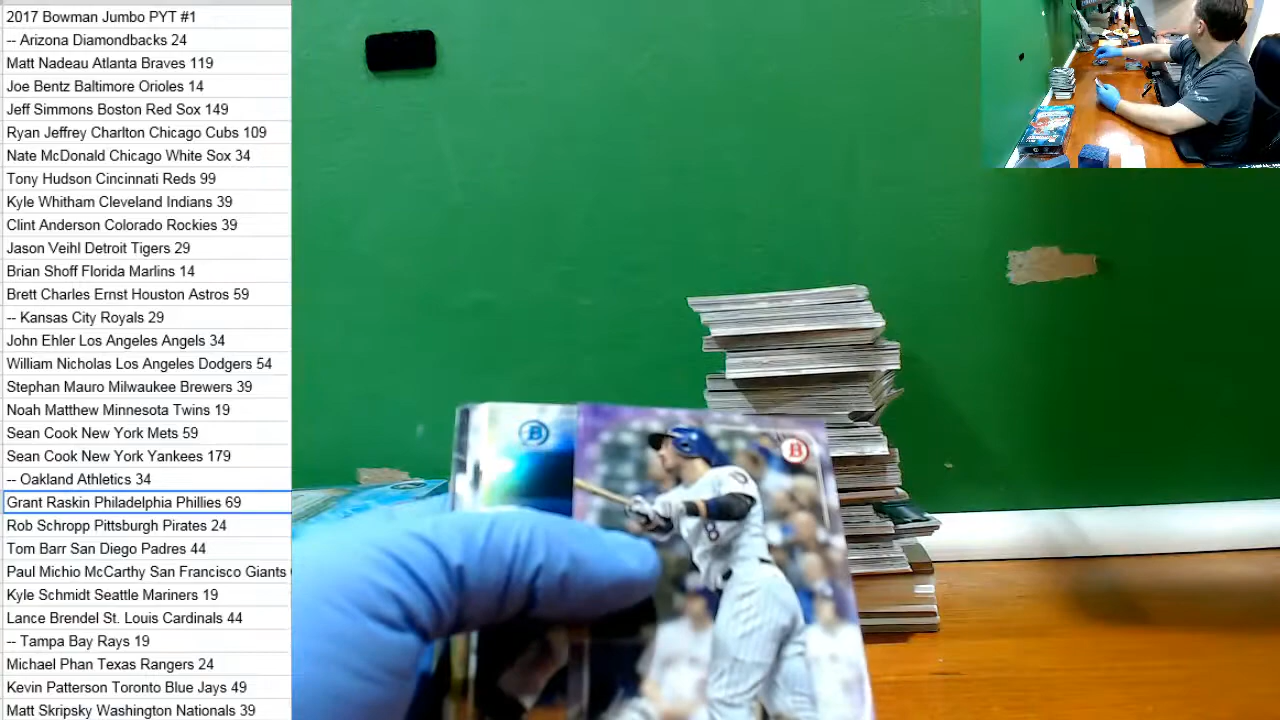 2017 Bowman Jumbo PYT #1
-- Arizona Diamondbacks 24
Matt Nadeau Atlanta Braves 119
Joe Bentz Baltimore Orioles 14
Jeff Simmons Boston Red Sox 149
Ryan Jeffrey Charlton Chicago Cubs 109
Nate McDonald Chicago White Sox 34
Tony Hudson Cincinnati Reds 99
Kyle Whitham Cleveland Indians 39
Clint Anderson Colorado Rockies 39
Jason Veihl Detroit Tigers 29
Brian Shoff Florida Marlins 14
Brett Charles Ernst Houston Astros 59
-- Kansas City Royals 29
John Ehler Los Angeles Angels 34
William Nicholas Los Angeles Dodgers 54
Stephan Mauro Milwaukee Brewers 39
Noah Matthew Minnesota Twins 19
Sean Cook New York Mets 59
Sean Cook New York Yankees 179
-- Oakland Athletics 34
Grant Raskin Philadelphia Phillies 69
Rob Schropp Pittsburgh Pirates 24
Tom Barr San Diego Padres 44
Paul Michio McCarthy San Francisco Giants
Kyle Schmidt Seattle Mariners 19
Lance Brendel St. Louis Cardinals 44
-- Tampa Bay Rays 19
Michael Phan Texas Rangers 24
Kevin Patterson Toronto Blue Jays 49
Matt Skripsky Washington Nationals 39
B
B
8